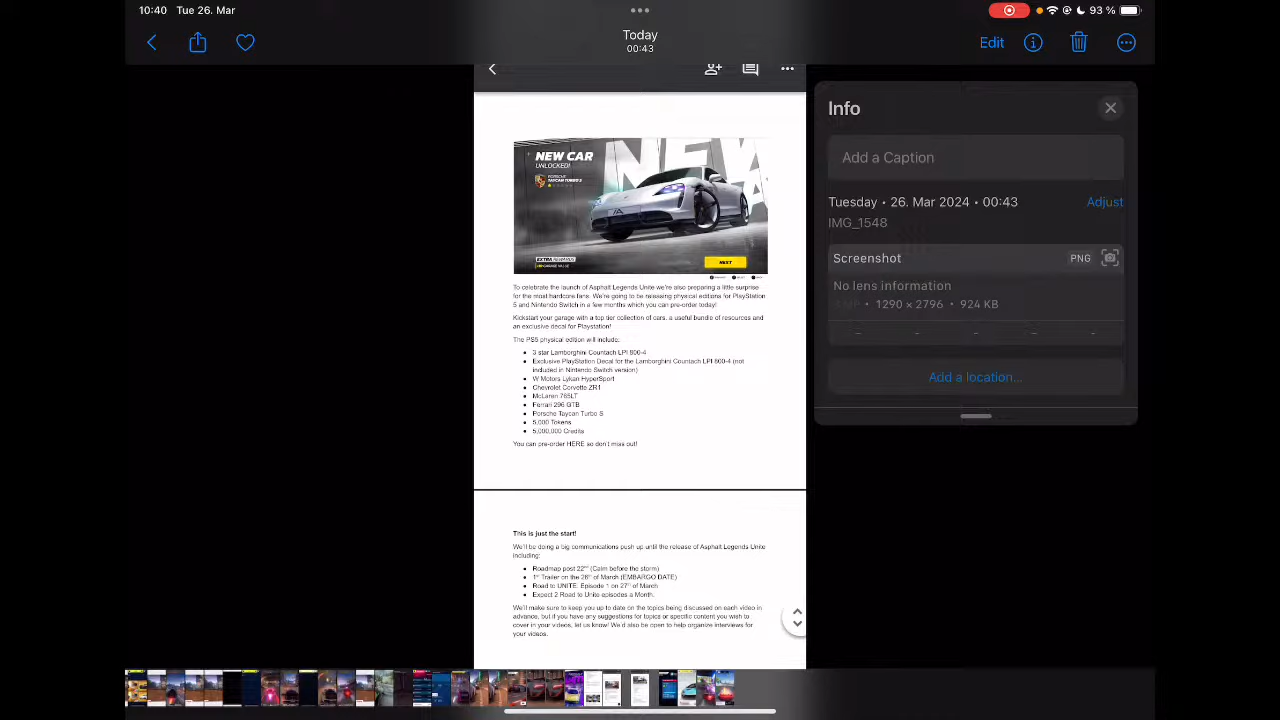 10:40 Tue 26. Mar
93 %
Today
00:43
Edit
NEW CAR
UNLOCKED!
PORSCHE
TAYCAN TURBO S
EXTRA REWARDS
NEXT
To celebrate the launch of Asphalt Legends Unite we're also preparing a little surprise
for the most hardcore fans. We're going to be releasing physical editions for PlayStation
5 and Nintendo Switch in a few months which you can pre-order today!
Kickstart your garage with a top tier collection of cars, a useful bundle of resources and
an exclusive decal for Playstation!
The PS5 physical edition will include:
3 star Lamborghini Countach LPI 800-4
Exclusive PlayStation Decal for the Lamborghini Countach LPI 800-4 (not
included in Nintendo Switch version)
W Motors Lykan HyperSport
Chevrolet Corvette ZR1
McLaren 765LT
Ferrari 296 GTB
Porsche Taycan Turbo S
5,000 Tokens
5,000,000 Credits
You can pre-order HERE so don't miss out!
This is just the start!
We'll be doing a big communications push up until the release of Asphalt Legends Unite
including:
Roadmap post 22nd (Calm before the storm)
1st Trailer on the 26th of March (EMBARGO DATE)
Road to UNITE: Episode 1 on 27th of March
Expect 2 Road to Unite episodes a Month.
We'll make sure to keep you up to date on the topics being discussed on each video in
advance, but if you have any suggestions for topics or specific content you wish to
cover in your videos, let us know! We'd also be open to help organize interviews for
your videos.
Info
Add a Caption
Tuesday • 26. Mar 2024 • 00:43
Adjust
IMG_1548
Screenshot
PNG
No lens information
• 1290 × 2796 • 924 KB
Add a location...